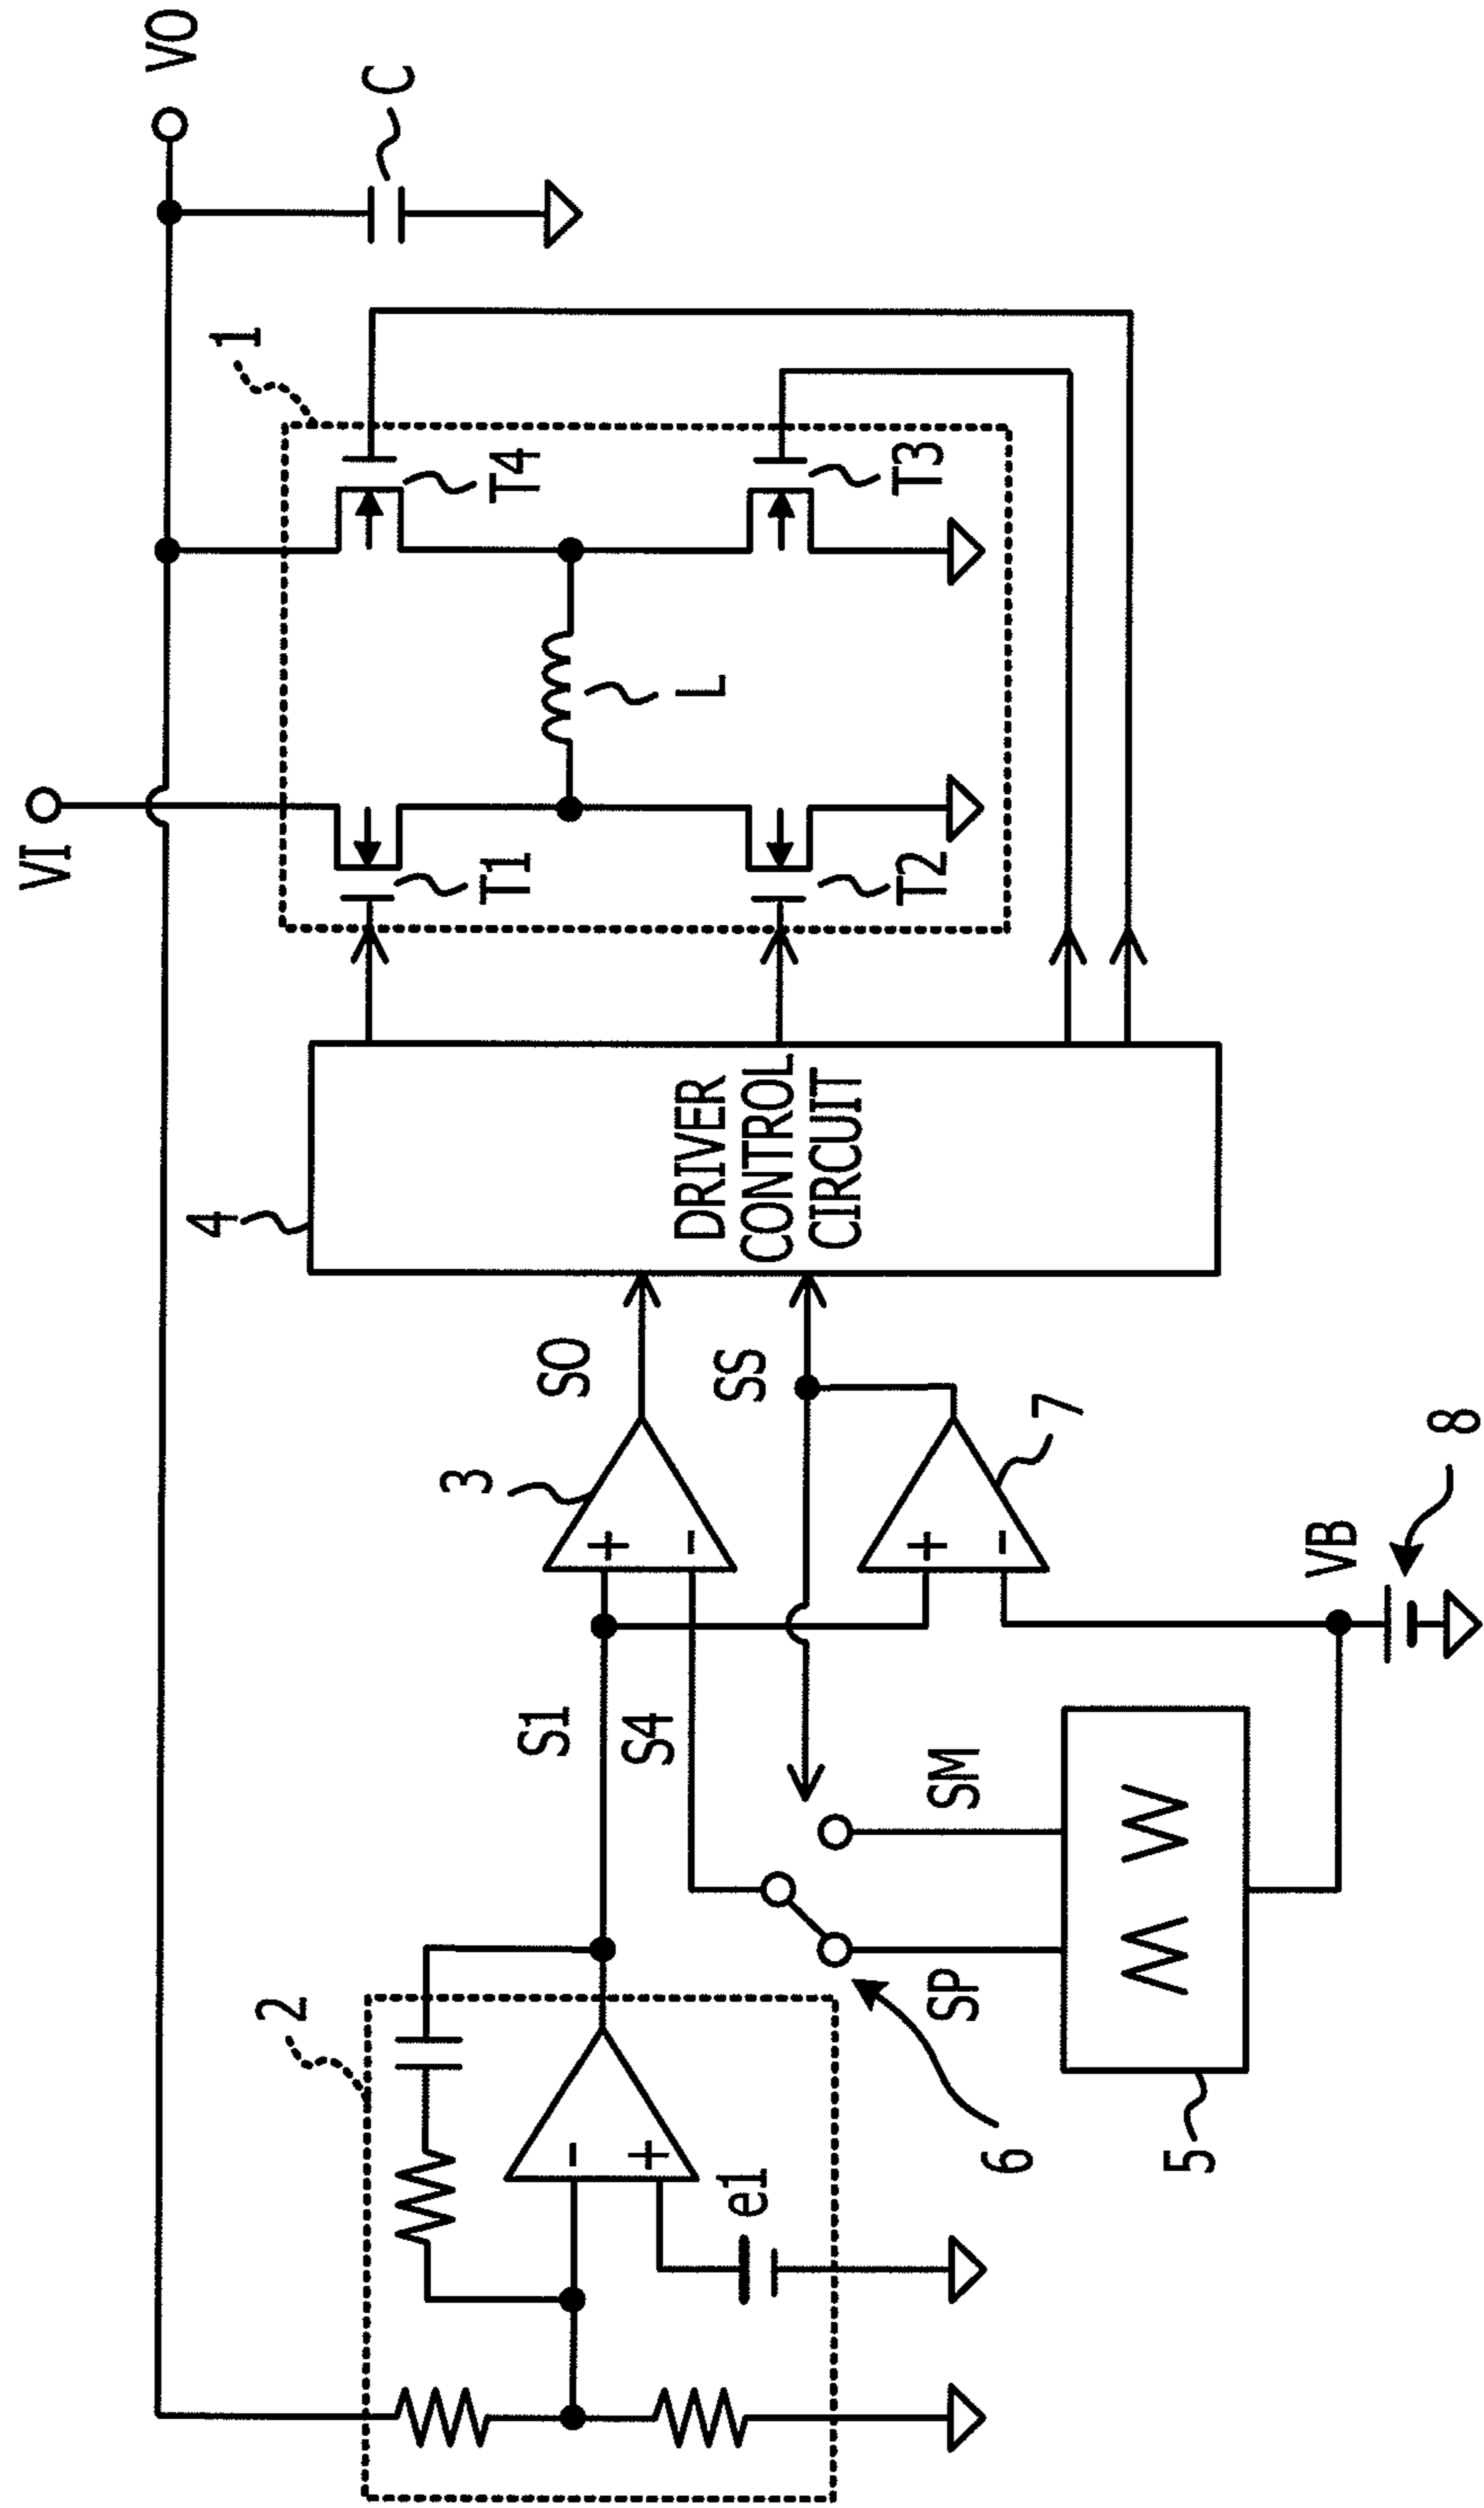 VI
VO
4
1
2
C
3
T1
T4
S1
SO
-
+
+
-
S4
SS
L
DRIVER
CONTROL
CIRCUIT
e1
T2
T3
SP
SM
+
-
6
7
5
VB
8